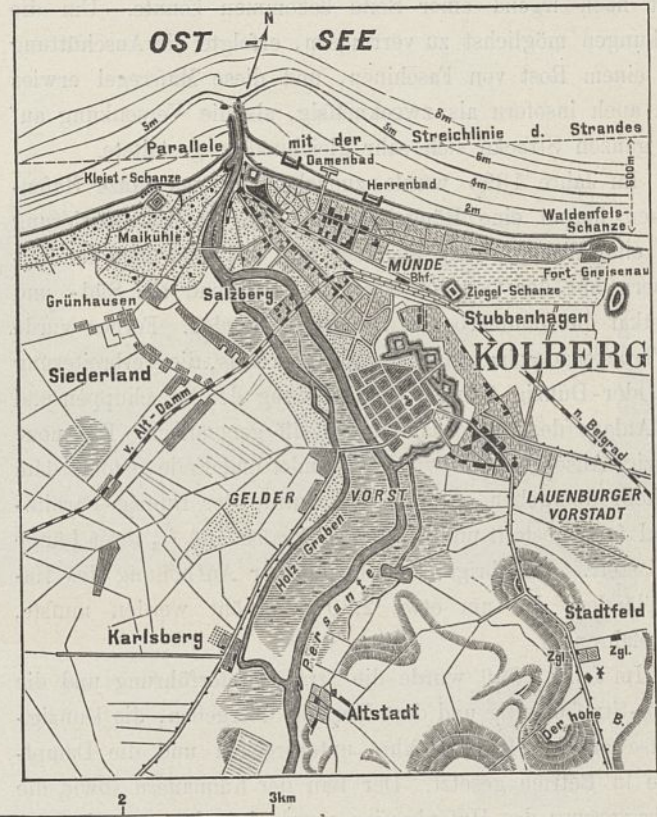 N
OST SEE
5m
8m
5m
6m
4m
2m
Parallele mit der Streichlinie d. Strandes
600m
Damenbad
Herrenbad
Kleist-Schanze
Waldenfels-
Schanze
Maikuhle
MÜNDE
Bhf.
Fort Gneisenau
Ziegel-Schanze
Grünhausen
Salzberg
Stubbenhagen
KOLBERG
Siederland
v. Alt-Damm
n. Belgrad
GELDER VORST.
LAUENBURGER
VORSTADT
Holz Graben
Persante
Karlsberg
Stadtfeld
Zgl.
Zgl.
Altstadt
Der hohe B.
2
3km